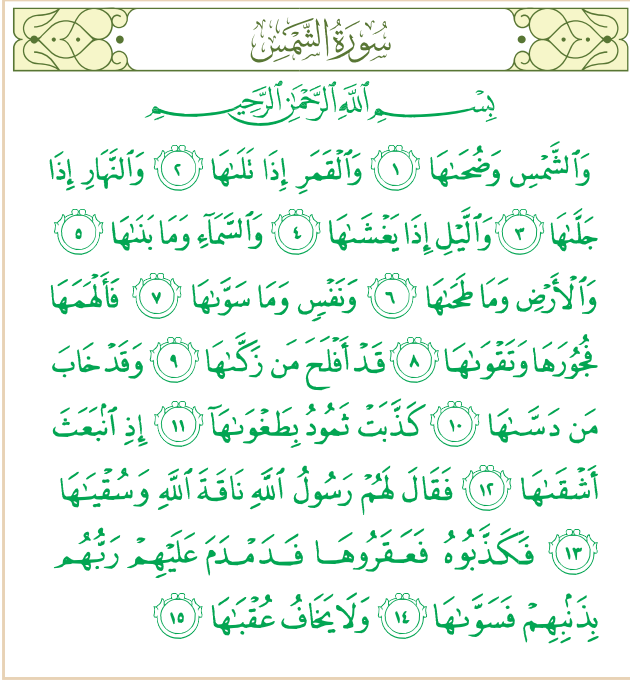 سُورَةُ الشَّمْسِ
بِسْمِ ٱللَّهِ ٱلرَّحْمَٰنِ ٱلرَّحِيمِ
وَٱلشَّمْسِ وَضُحَىٰهَا ١ وَٱلْقَمَرِ إِذَا تَلَىٰهَا ٢ وَٱلنَّهَارِ إِذَا
جَلَّىٰهَا ٣ وَٱلَّيْلِ إِذَا يَغْشَىٰهَا ٤ وَٱلسَّمَآءِ وَمَا بَنَىٰهَا ٥
وَٱلْأَرْضِ وَمَا طَحَىٰهَا ٦ وَنَفْسٍ وَمَا سَوَّىٰهَا ٧ فَأَلْهَمَهَا
فُجُورَهَا وَتَقْوَىٰهَا ٨ قَدْ أَفْلَحَ مَن زَكَّىٰهَا ٩ وَقَدْ خَابَ
مَن دَسَّىٰهَا ١٠ كَذَّبَتْ ثَمُودُ بِطَغْوَىٰهَآ ١١ إِذِ ٱنۢبَعَثَ
أَشْقَىٰهَا ١٢ فَقَالَ لَهُمْ رَسُولُ ٱللَّهِ نَاقَةَ ٱللَّهِ وَسُقْيَٰهَا
١٣ فَكَذَّبُوهُ فَعَقَرُوهَا فَدَمْدَمَ عَلَيْهِمْ رَبُّهُم
بِذَنۢبِهِمْ فَسَوَّىٰهَا ١٤ وَلَا يَخَافُ عُقْبَٰهَا ١٥